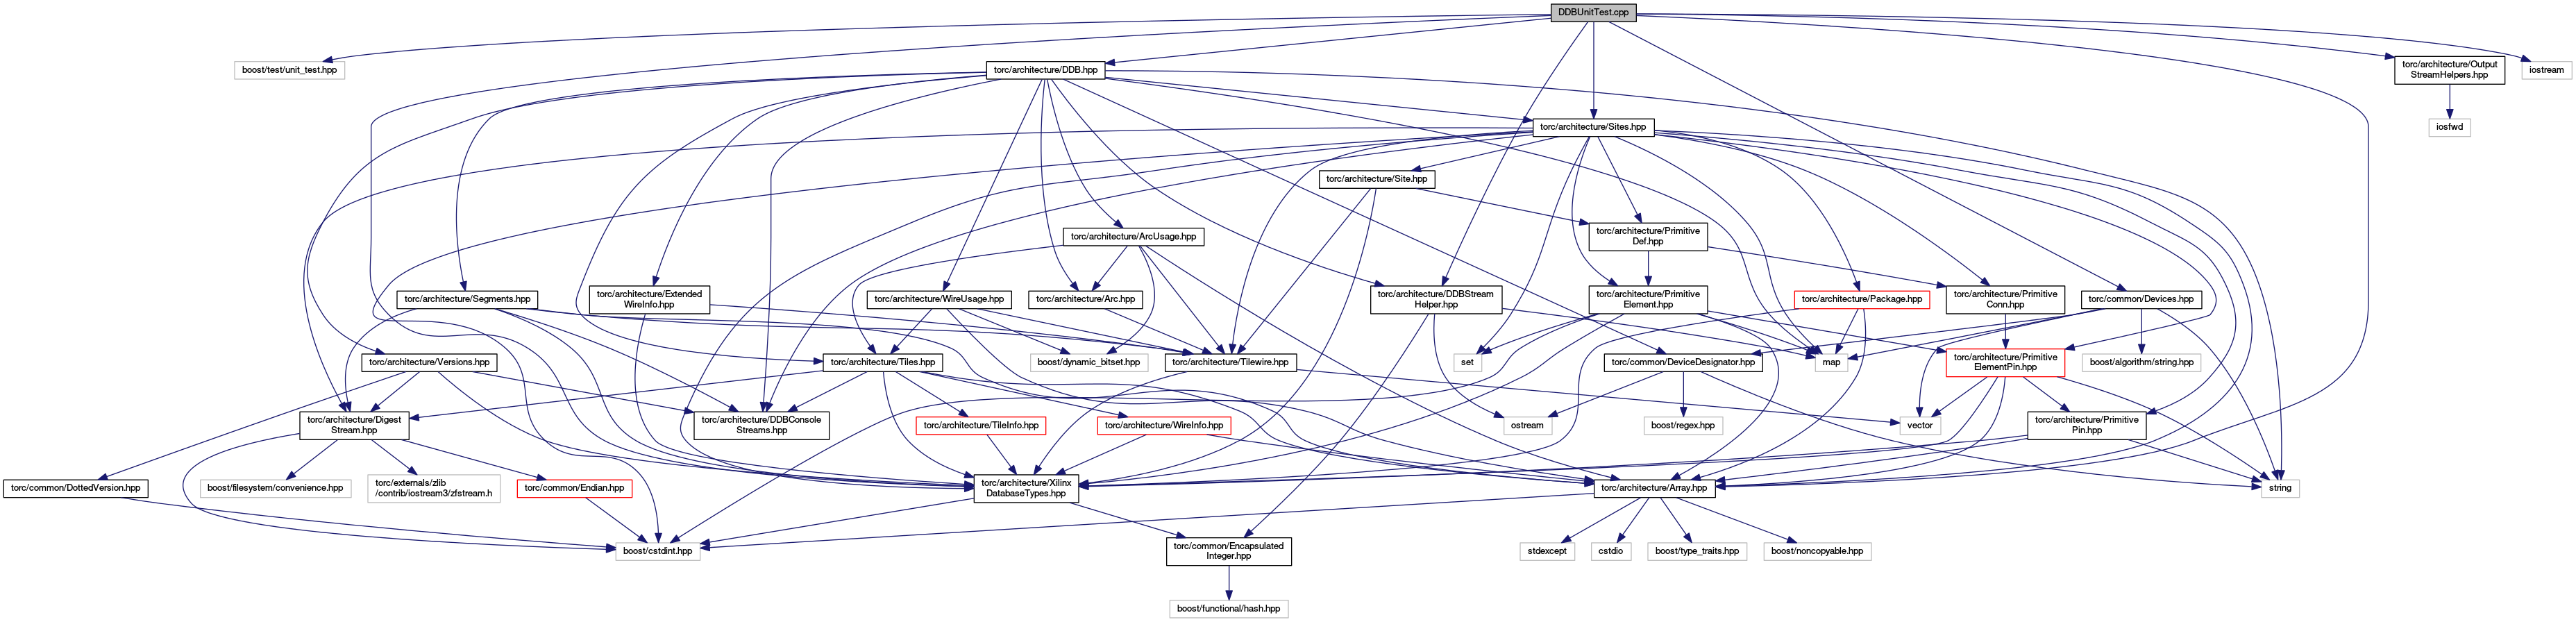 DDBUnitTest.cpp
boost/test/unit_test.hpp
torc/architecture/DDB.hpp
torc/architecture/Output
StreamHelpers.hpp
iostream
torc/architecture/Sites.hpp
iosfwd
torc/architecture/Site.hpp
torc/architecture/ArcUsage.hpp
torc/architecture/Primitive
Def.hpp
torc/architecture/Segments.hpp
torc/architecture/Extended
WireInfo.hpp
torc/architecture/WireUsage.hpp
torc/architecture/Arc.hpp
torc/architecture/DDBStream
Helper.hpp
torc/architecture/Primitive
Element.hpp
torc/architecture/Package.hpp
torc/architecture/Primitive
Conn.hpp
torc/common/Devices.hpp
torc/architecture/Versions.hpp
torc/architecture/Tiles.hpp
boost/dynamic_bitset.hpp
torc/architecture/Tilewire.hpp
set
torc/common/DeviceDesignator.hpp
map
torc/architecture/Primitive
ElementPin.hpp
boost/algorithm/string.hpp
torc/architecture/Digest
Stream.hpp
torc/architecture/DDBConsole
Streams.hpp
torc/architecture/TileInfo.hpp
torc/architecture/WireInfo.hpp
ostream
boost/regex.hpp
vector
torc/architecture/Primitive
Pin.hpp
torc/common/DottedVersion.hpp
boost/filesystem/convenience.hpp
torc/externals/zlib
/contrib/iostream3/zfstream.h
torc/common/Endian.hpp
torc/architecture/Xilinx
DatabaseTypes.hpp
torc/architecture/Array.hpp
string
boost/cstdint.hpp
torc/common/Encapsulated
Integer.hpp
stdexcept
cstdio
boost/type_traits.hpp
boost/noncopyable.hpp
boost/functional/hash.hpp